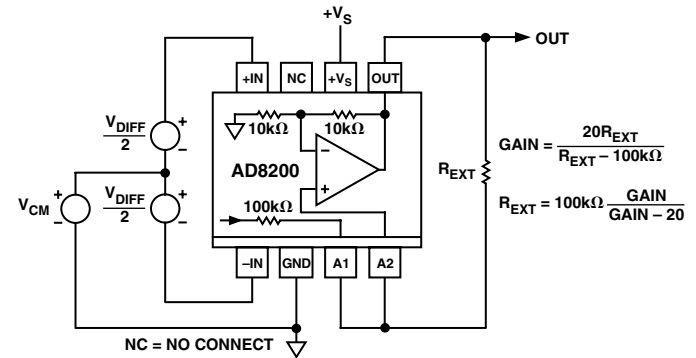 +V_S
OUT
+IN
NC
+V_S
OUT
10kΩ
10kΩ
V_DIFF
2
+
−
−
AD8200
+
GAIN = 20R_EXT
R_EXT − 100kΩ
R_EXT
100kΩ
R_EXT = 100kΩ GAIN
GAIN − 20
+
V_CM
−
V_DIFF
2
+
−
−IN
GND
A1
A2
NC = NO CONNECT